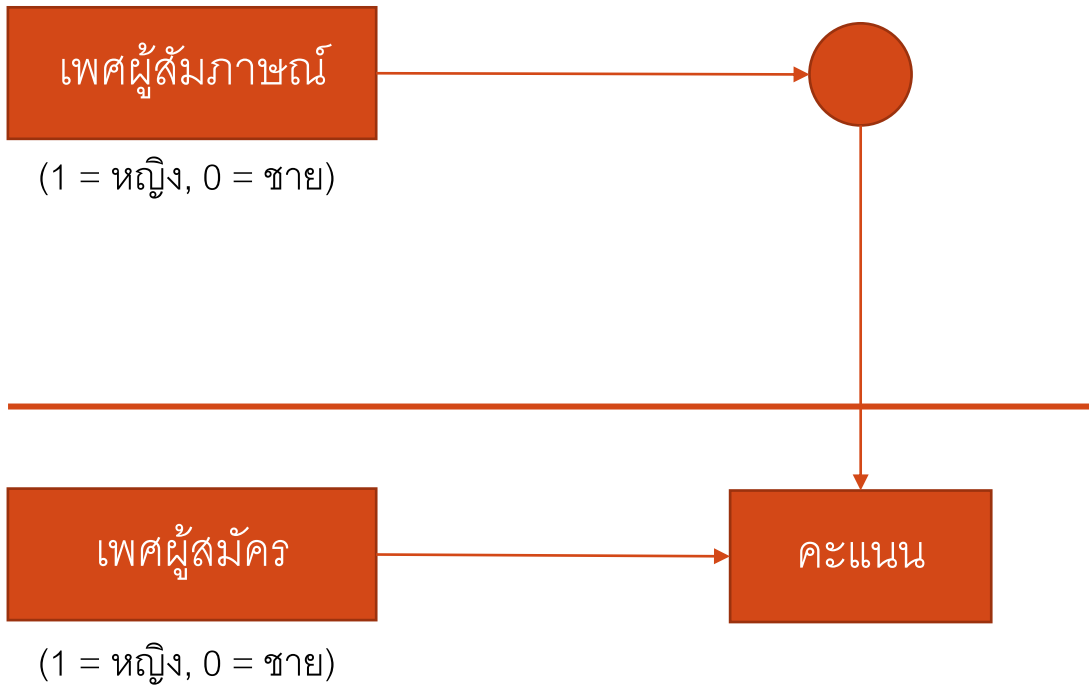 เพศผู้สัมภาษณ์
(1 = หญิง, 0 = ชาย)
เพศผู้สมัคร
คะแนน
(1 = หญิง, 0 = ชาย)